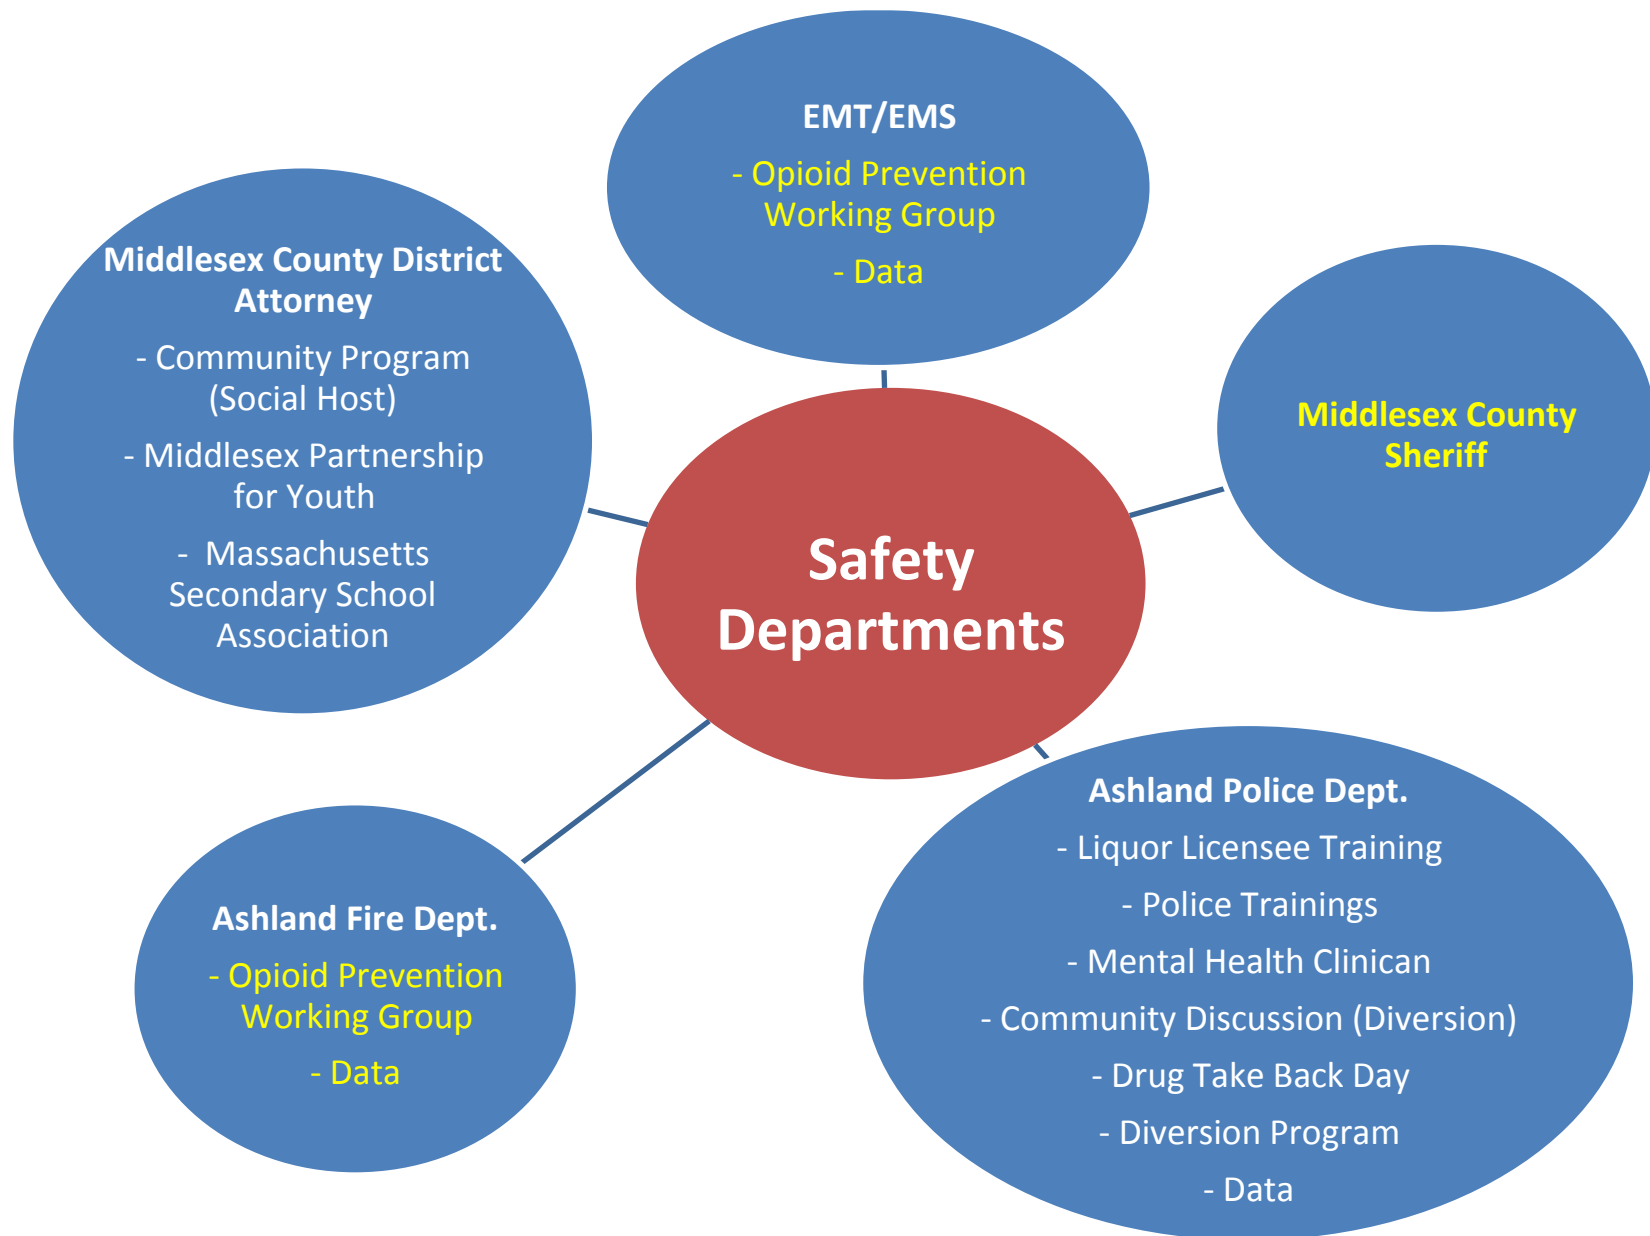 EMT/EMS
- Opioid Prevention
Working Group
- Data
Middlesex County District
Attorney
- Community Program
(Social Host)
- Middlesex Partnership
for Youth
- Massachusetts
Secondary School
Association
Middlesex County
Sheriff
Safety
Departments
Ashland Fire Dept.
- Opioid Prevention
Working Group
- Data
Ashland Police Dept.
- Liquor Licensee Training
- Police Trainings
- Mental Health Clinican
- Community Discussion (Diversion)
- Drug Take Back Day
- Diversion Program
- Data